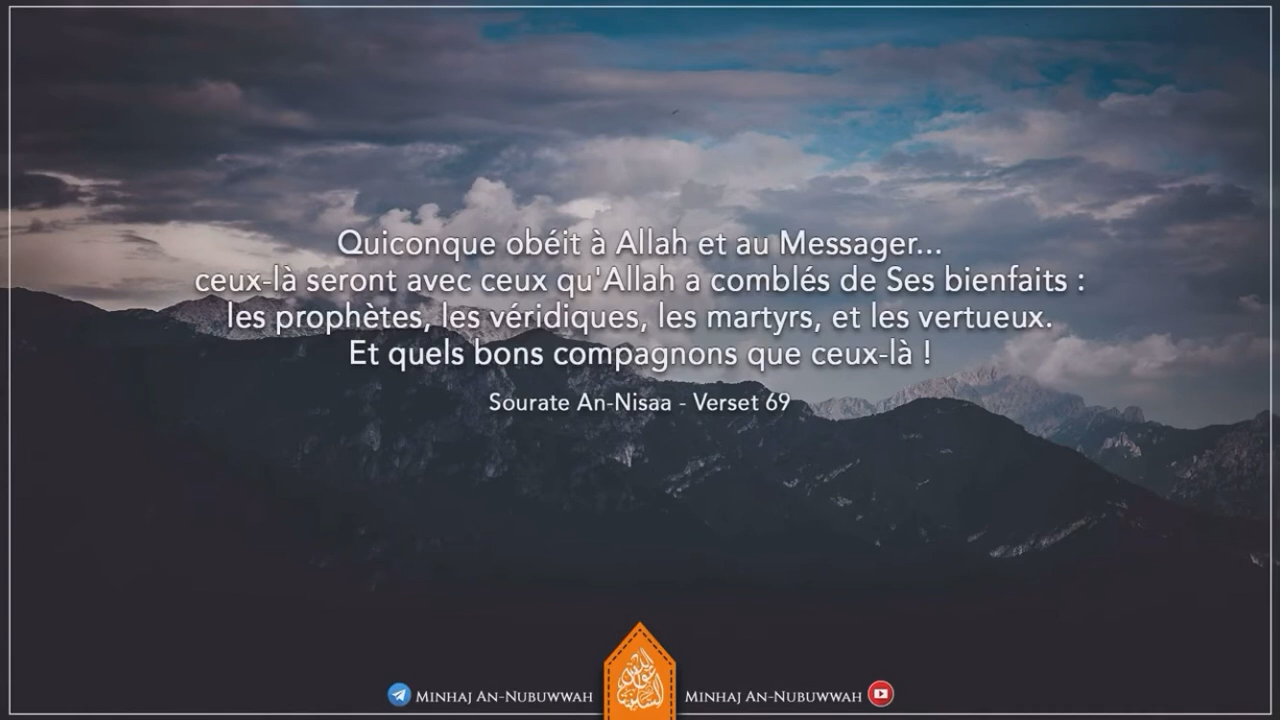 Quiconque obéit à Allah et au Messager...
ceux-là seront avec ceux qu'Allah a comblés de Ses bienfaits :
les prophètes, les véridiques, les martyrs, et les vertueux.
Et quels bons compagnons que ceux-là !
Sourate An-Nisaa - Verset 69
Minhaj An-Nubuwwah
Minhaj An-Nubuwwah